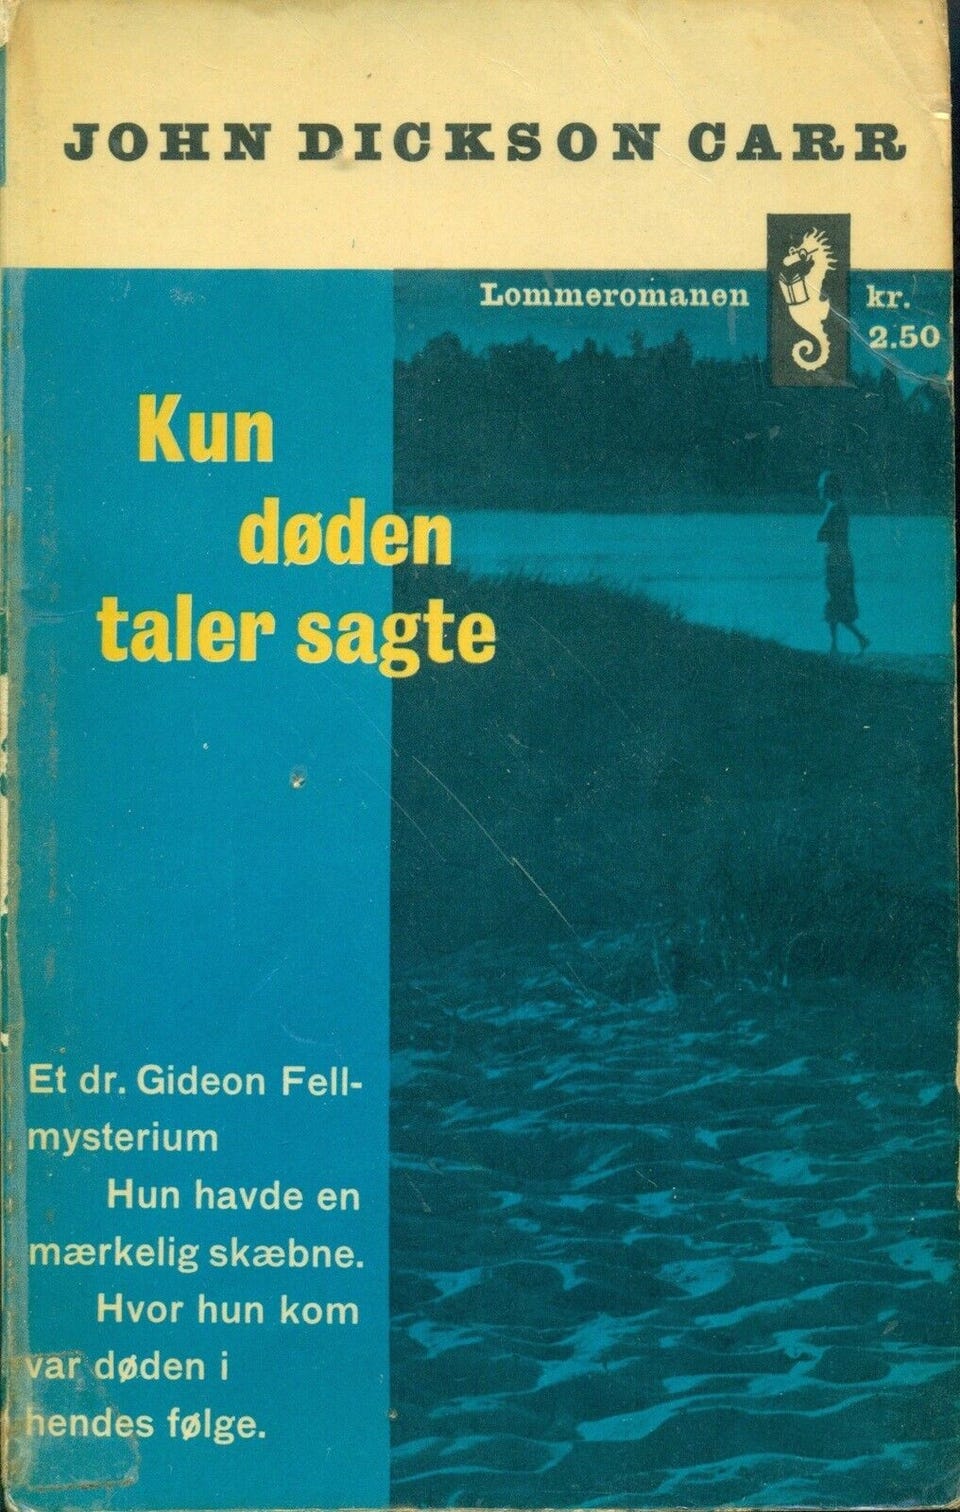 JOHN DICKSON CARR
Lommeromanen
kr.
2.50
Kun
døden
taler sagte
Et dr. Gideon Fell-
mysterium
Hun havde en
mærkelig skæbne.
Hvor hun kom
var døden i
hendes følge.